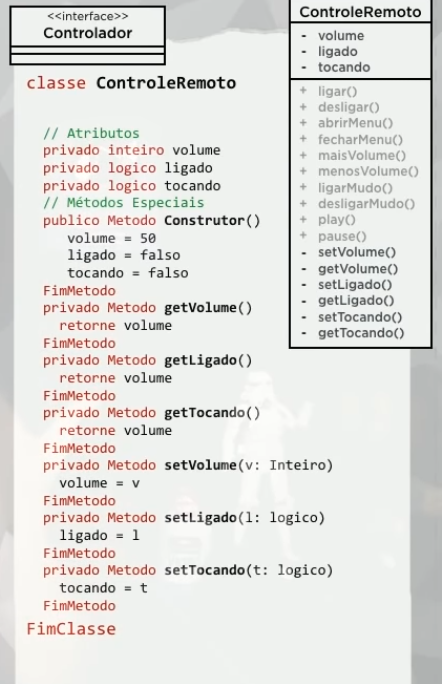 <<interface>>
Controlador
classe ControleRemoto
// Atributos
privado inteiro volume
privado logico ligado
privado logico tocando
// Métodos Especiais
publico Metodo Construtor()
volume = 50
ligado = falso
tocando = falso
FimMetodo
privado Metodo getVolume()
retorne volume
FimMetodo
privado Metodo getLigado()
retorne volume
FimMetodo
privado Metodo getTocando()
retorne volume
FimMetodo
privado Metodo setVolume(v: Inteiro)
volume = v
FimMetodo
privado Metodo setLigado(l: logico)
ligado = l
FimMetodo
privado Metodo setTocando(t: logico)
tocando = t
FimMetodo
FimClasse
ControleRemoto
- volume
- ligado
- tocando
+ ligar()
+ desligar()
+ abrirMenu()
+ fecharMenu()
+ maisVolume()
+ menosVolume()
+ ligarMudo()
+ desligarMudo()
+ play()
+ pause()
- setVolume()
- getVolume()
- setLigado()
- getLigado()
- setTocando()
- getTocando()